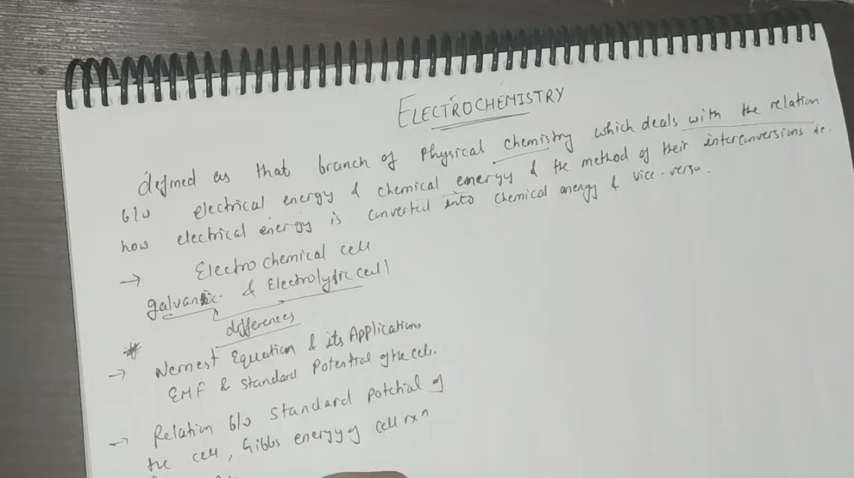 ELECTROCHEMISTRY
defined as that branch of Physical chemistry which deals with the relation
b/w electrical energy & chemical energy & the method of their interconversions i.e.
how electrical energy is converted into chemical energy & vice-versa.
→ Electro chemical cell
galvanic & Electrolytic cell
differences
→ Nernest Equation & its Applications
EMF & Standard Potential of the cell.
→ Relation b/w standard potential of
the cell, Gibbs energy of cell rxn